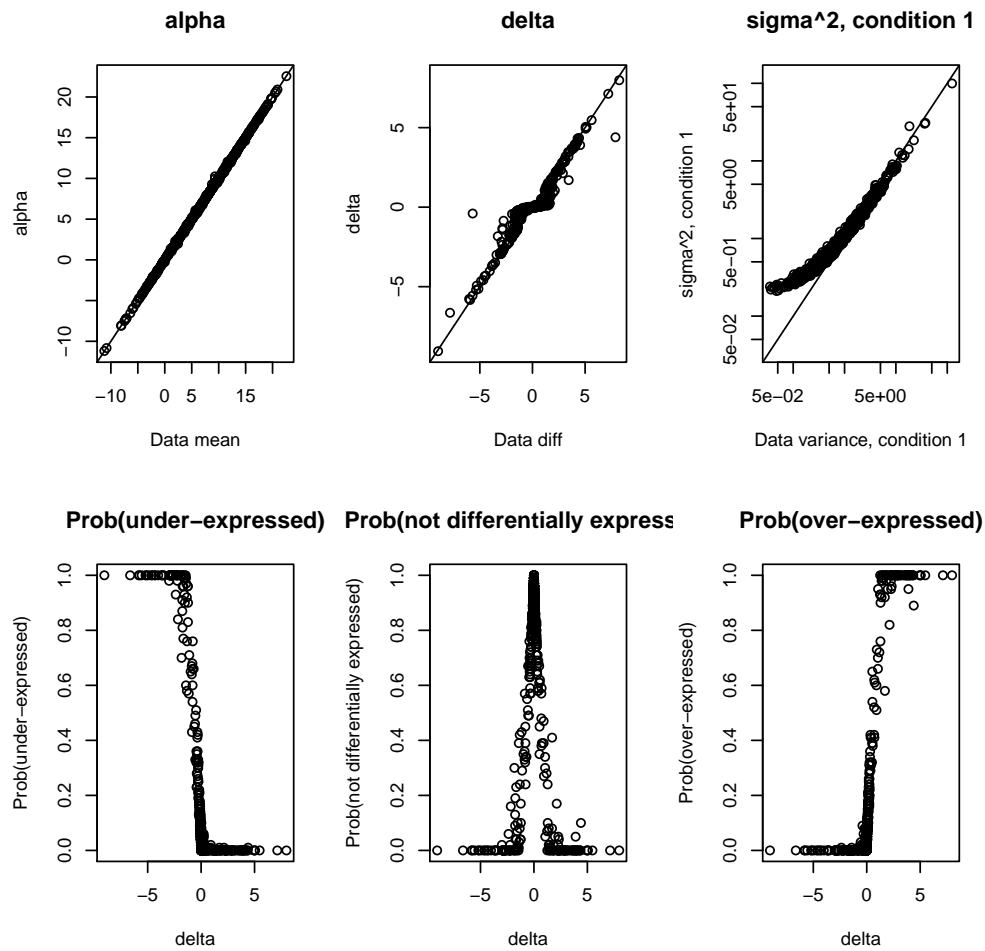 alpha
delta
sigma^2, condition 1
alpha
−10 0 5 10 15 20
−10 0 5 15
Data mean
delta
−5 0 5
−5 0 5
Data diff
sigma^2, condition 1
5e−02 5e−01 5e+00 5e+01
5e−02 5e+00
Data variance, condition 1
Prob(under−expressed)
Prob(not differentially express
Prob(over−expressed)
Prob(under−expressed)
0.0 0.2 0.4 0.6 0.8 1.0
−5 0 5
delta
Prob(not differentially expressed)
0.0 0.2 0.4 0.6 0.8 1.0
−5 0 5
delta
Prob(over−expressed)
0.0 0.2 0.4 0.6 0.8 1.0
−5 0 5
delta